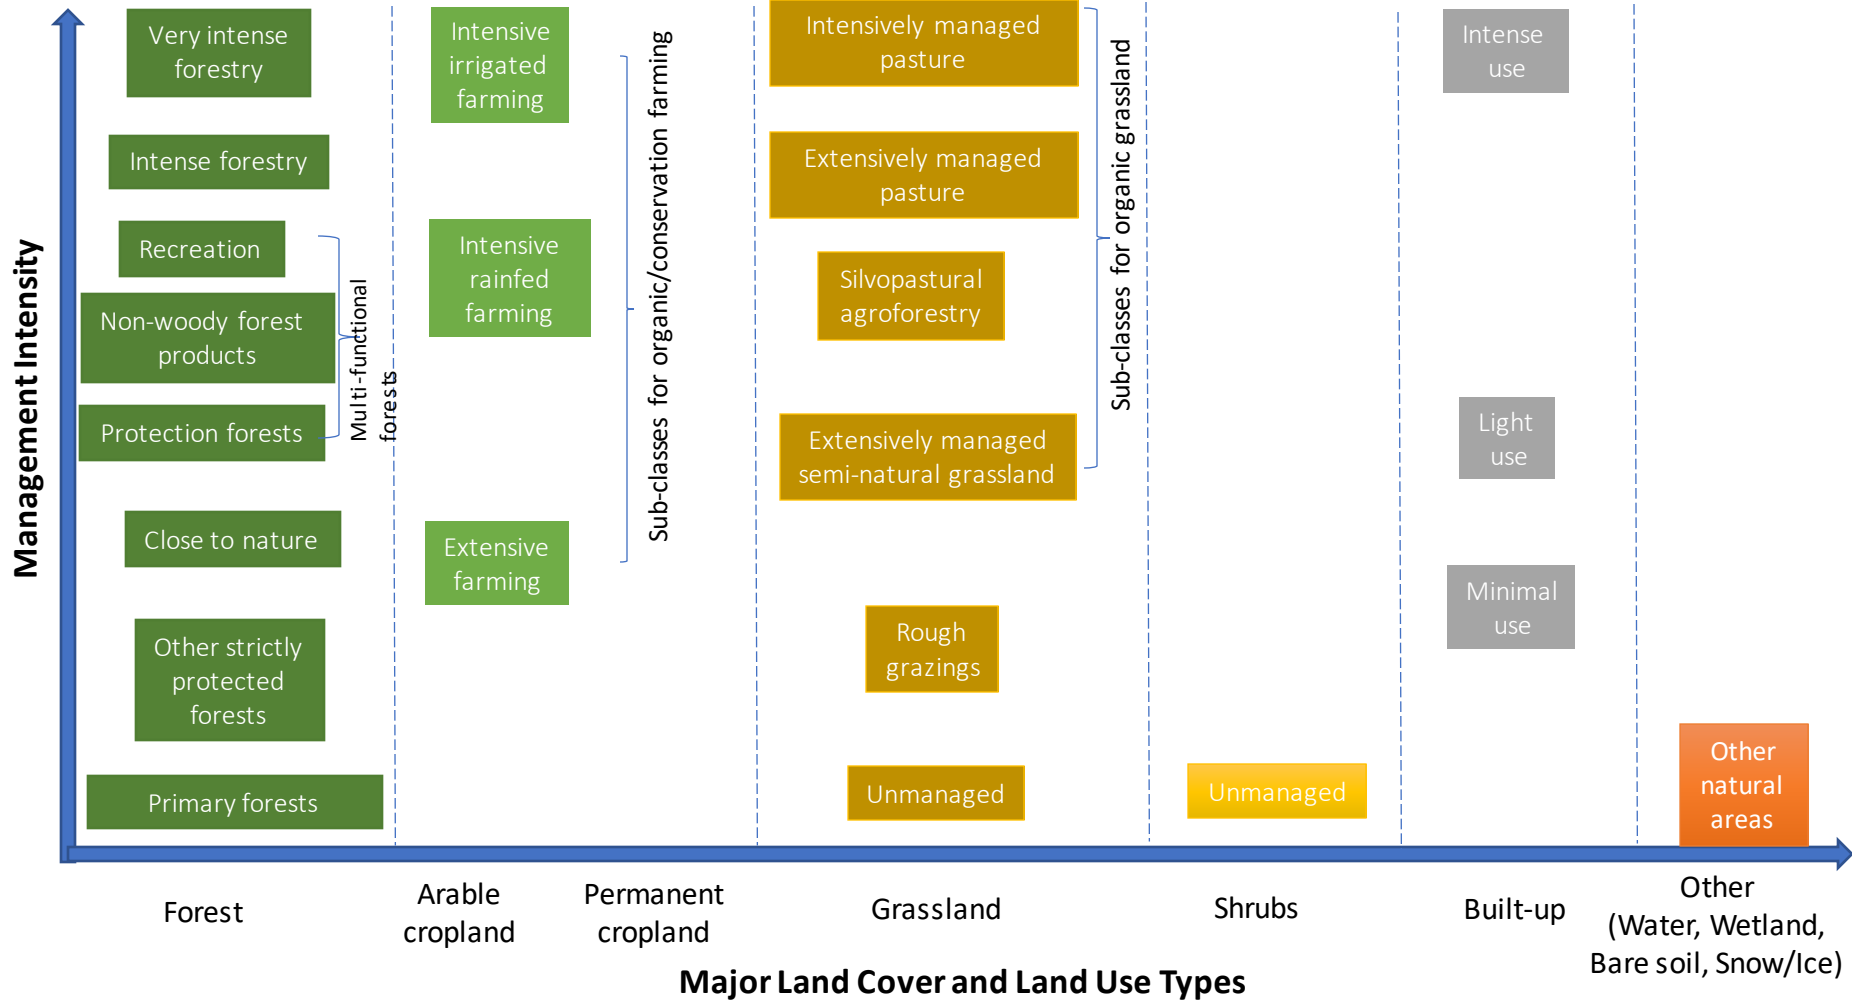 Management Intensity
Very intense
forestry
Intense forestry
Recreation
Non-woody forest
products
Protection forests
Multi-functional
forests
Close to nature
Other strictly
protected
forests
Primary forests
Intensive
irrigated
farming
Intensive
rainfed
farming
Extensive
farming
Sub-classes for organic/conservation farming
Intensively managed
pasture
Extensively managed
pasture
Silvopastural
agroforestry
Extensively managed
semi-natural grassland
Rough
grazings
Unmanaged
Sub-classes for organic grassland
Unmanaged
Intense
use
Light
use
Minimal
use
Other
natural
areas
Forest
Arable
cropland
Permanent
cropland
Grassland
Shrubs
Built-up
Other
(Water, Wetland,
Bare soil, Snow/Ice)
Major Land Cover and Land Use Types